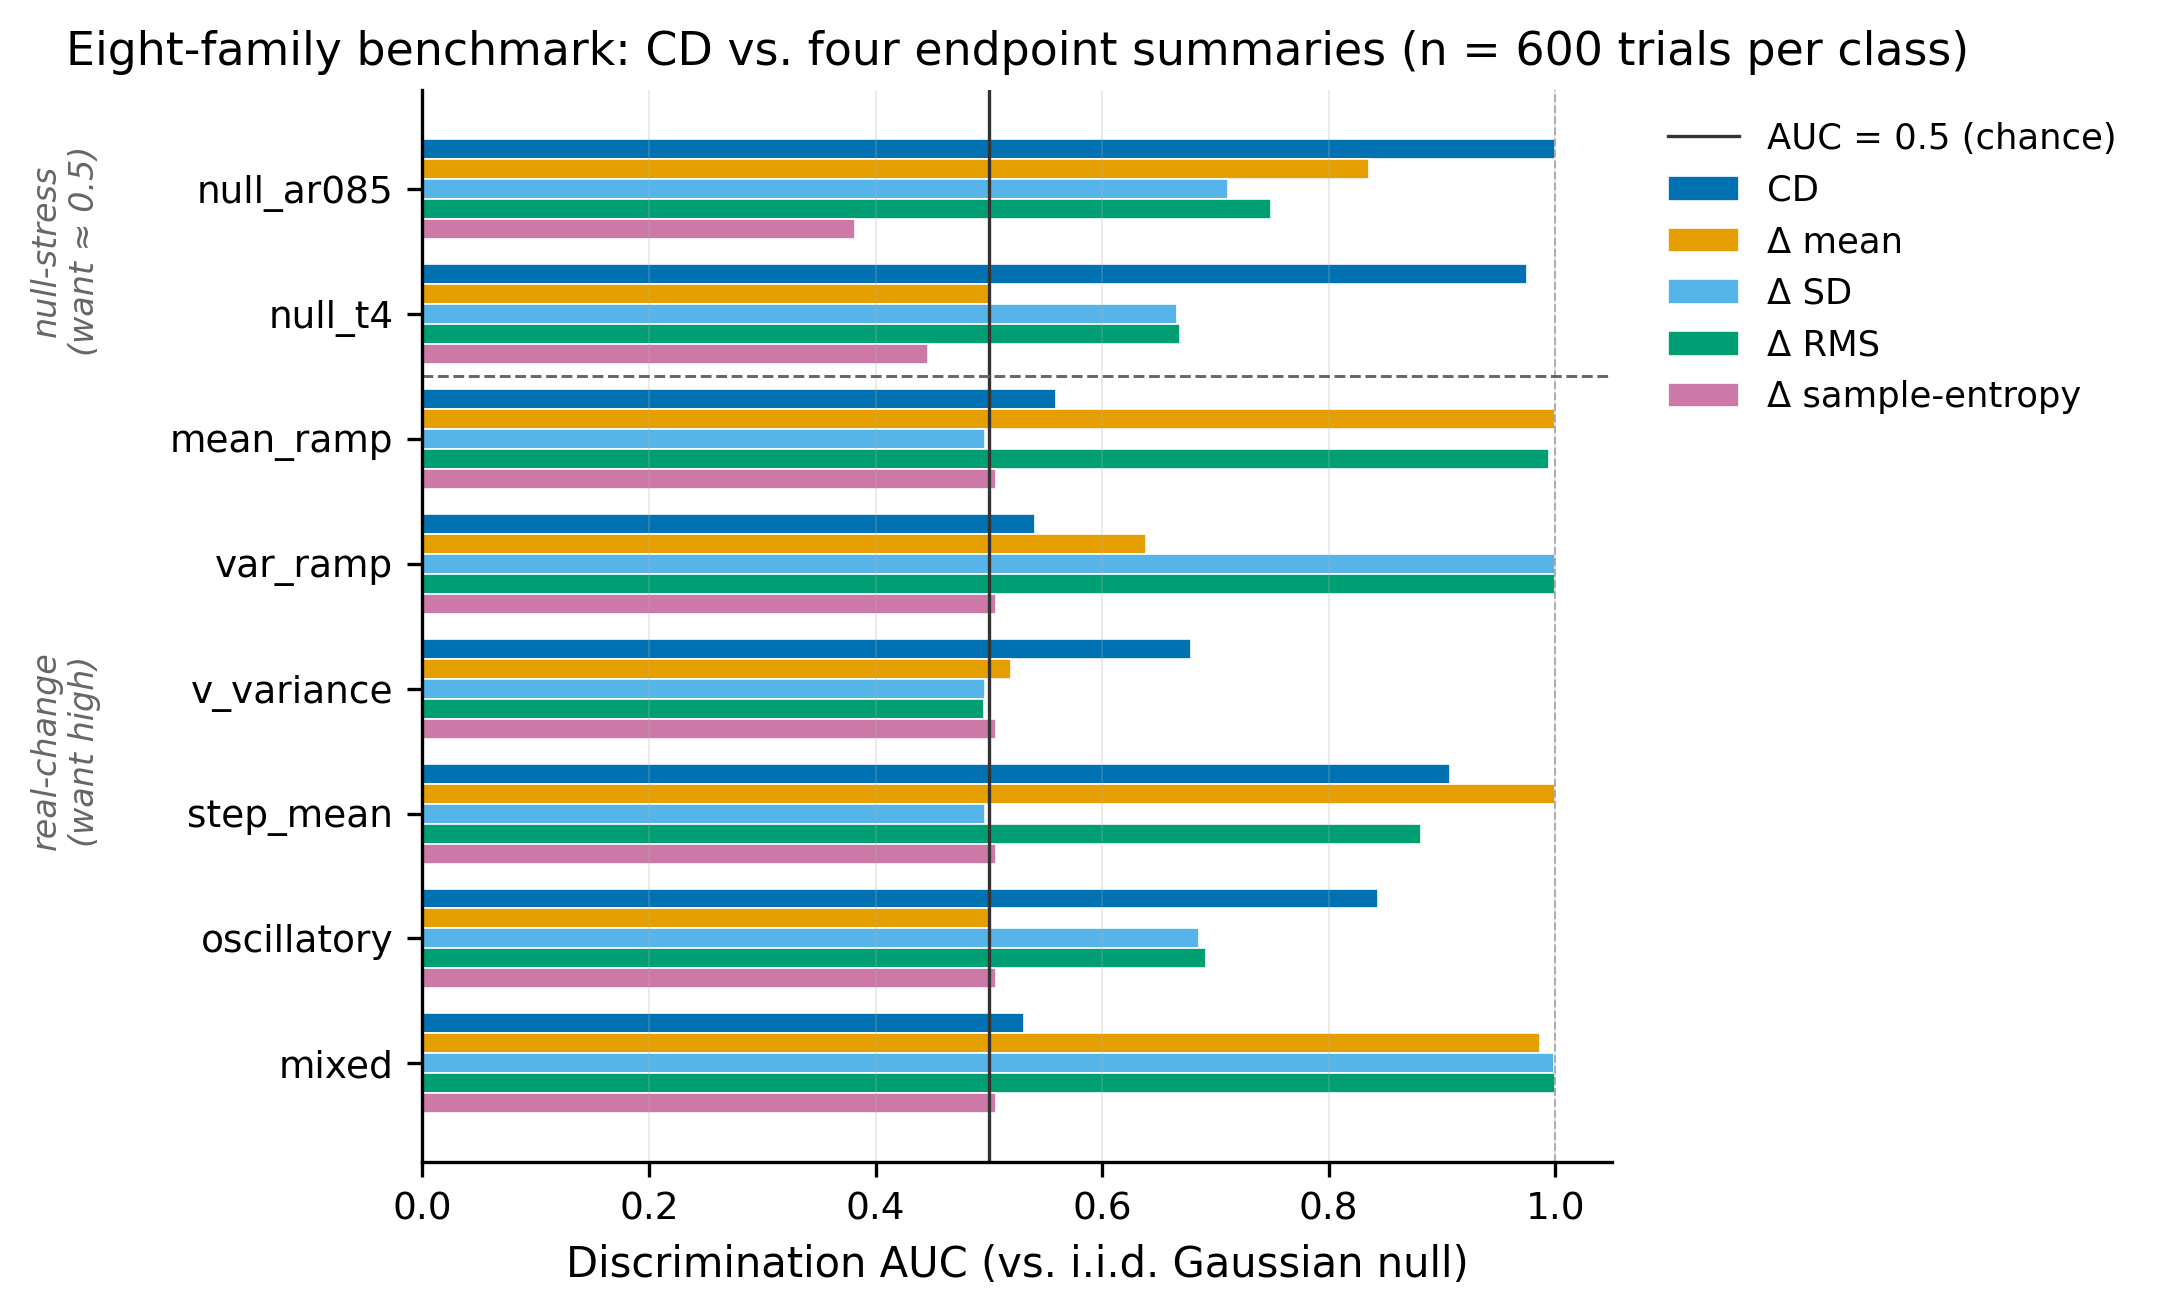 Eight-family benchmark: CD vs. four endpoint summaries (n = 600 trials per class)
null-stress
(want ≈ 0.5)
real-change
(want high)
null_ar085
null_t4
mean_ramp
var_ramp
v_variance
step_mean
oscillatory
mixed
0.0 0.2 0.4 0.6 0.8 1.0
Discrimination AUC (vs. i.i.d. Gaussian null)
AUC = 0.5 (chance)
CD
Δ mean
Δ SD
Δ RMS
Δ sample-entropy